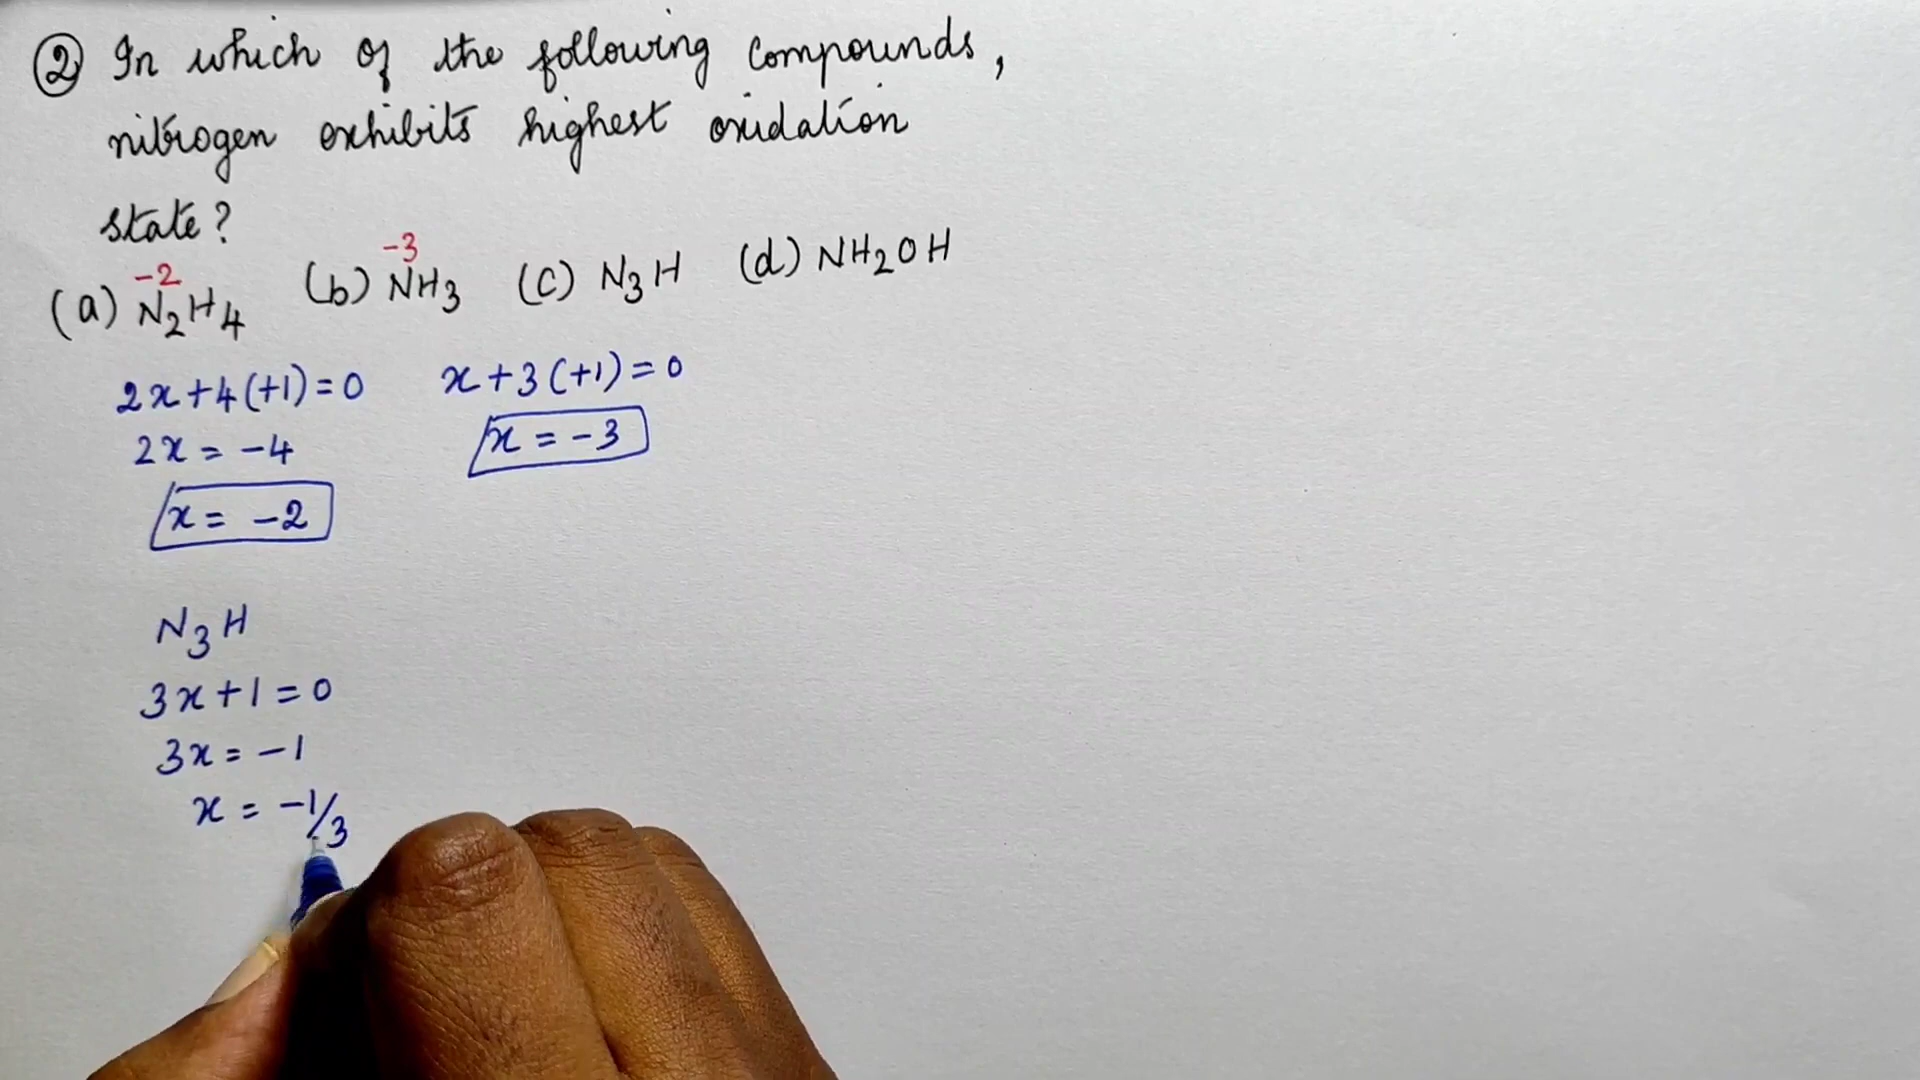 ② In which of the following compounds,
nitrogen exhibits highest oxidation
state?
-2 -3
(a) N₂H₄ (b) NH₃ (c) N₃H (d) NH₂OH
2x+4(+1)=0 x+3(+1)=0
2x = -4 x = -3
x = -2
N₃H
3x+1=0
3x = -1
x = -1/3